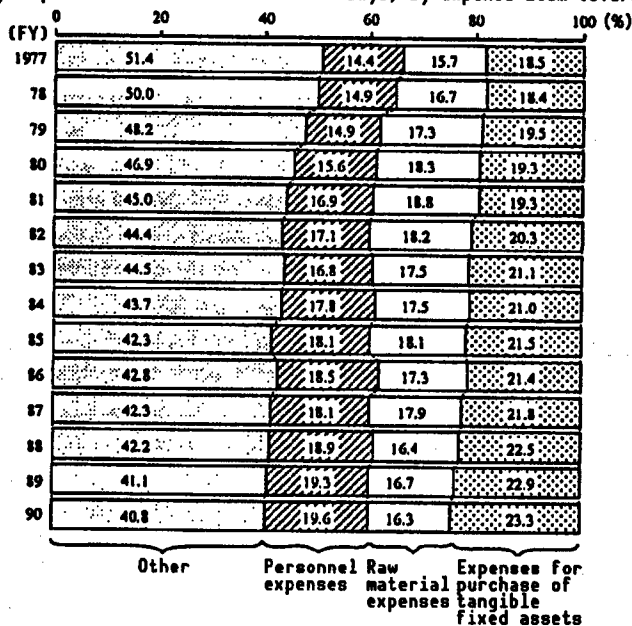 by expense item
0 20 40 60 80 100 (%)
(FY)
1977 51.4 14.4 15.7 18.5
78 50.0 14.9 16.7 18.4
79 48.2 14.9 17.3 19.5
80 46.9 15.6 18.3 19.3
81 45.0 16.9 18.8 19.3
82 44.4 17.1 18.2 20.3
83 44.5 16.8 17.5 21.1
84 43.7 17.8 17.5 21.0
85 42.3 18.1 18.1 21.5
86 42.8 18.5 17.3 21.4
87 42.3 18.1 17.9 21.8
88 42.2 18.9 16.4 22.5
89 41.1 19.3 16.7 22.9
90 40.8 19.6 16.3 23.3
Other
Personnel
expenses
Raw
material
expenses
Expenses for
purchase of
tangible
fixed assets